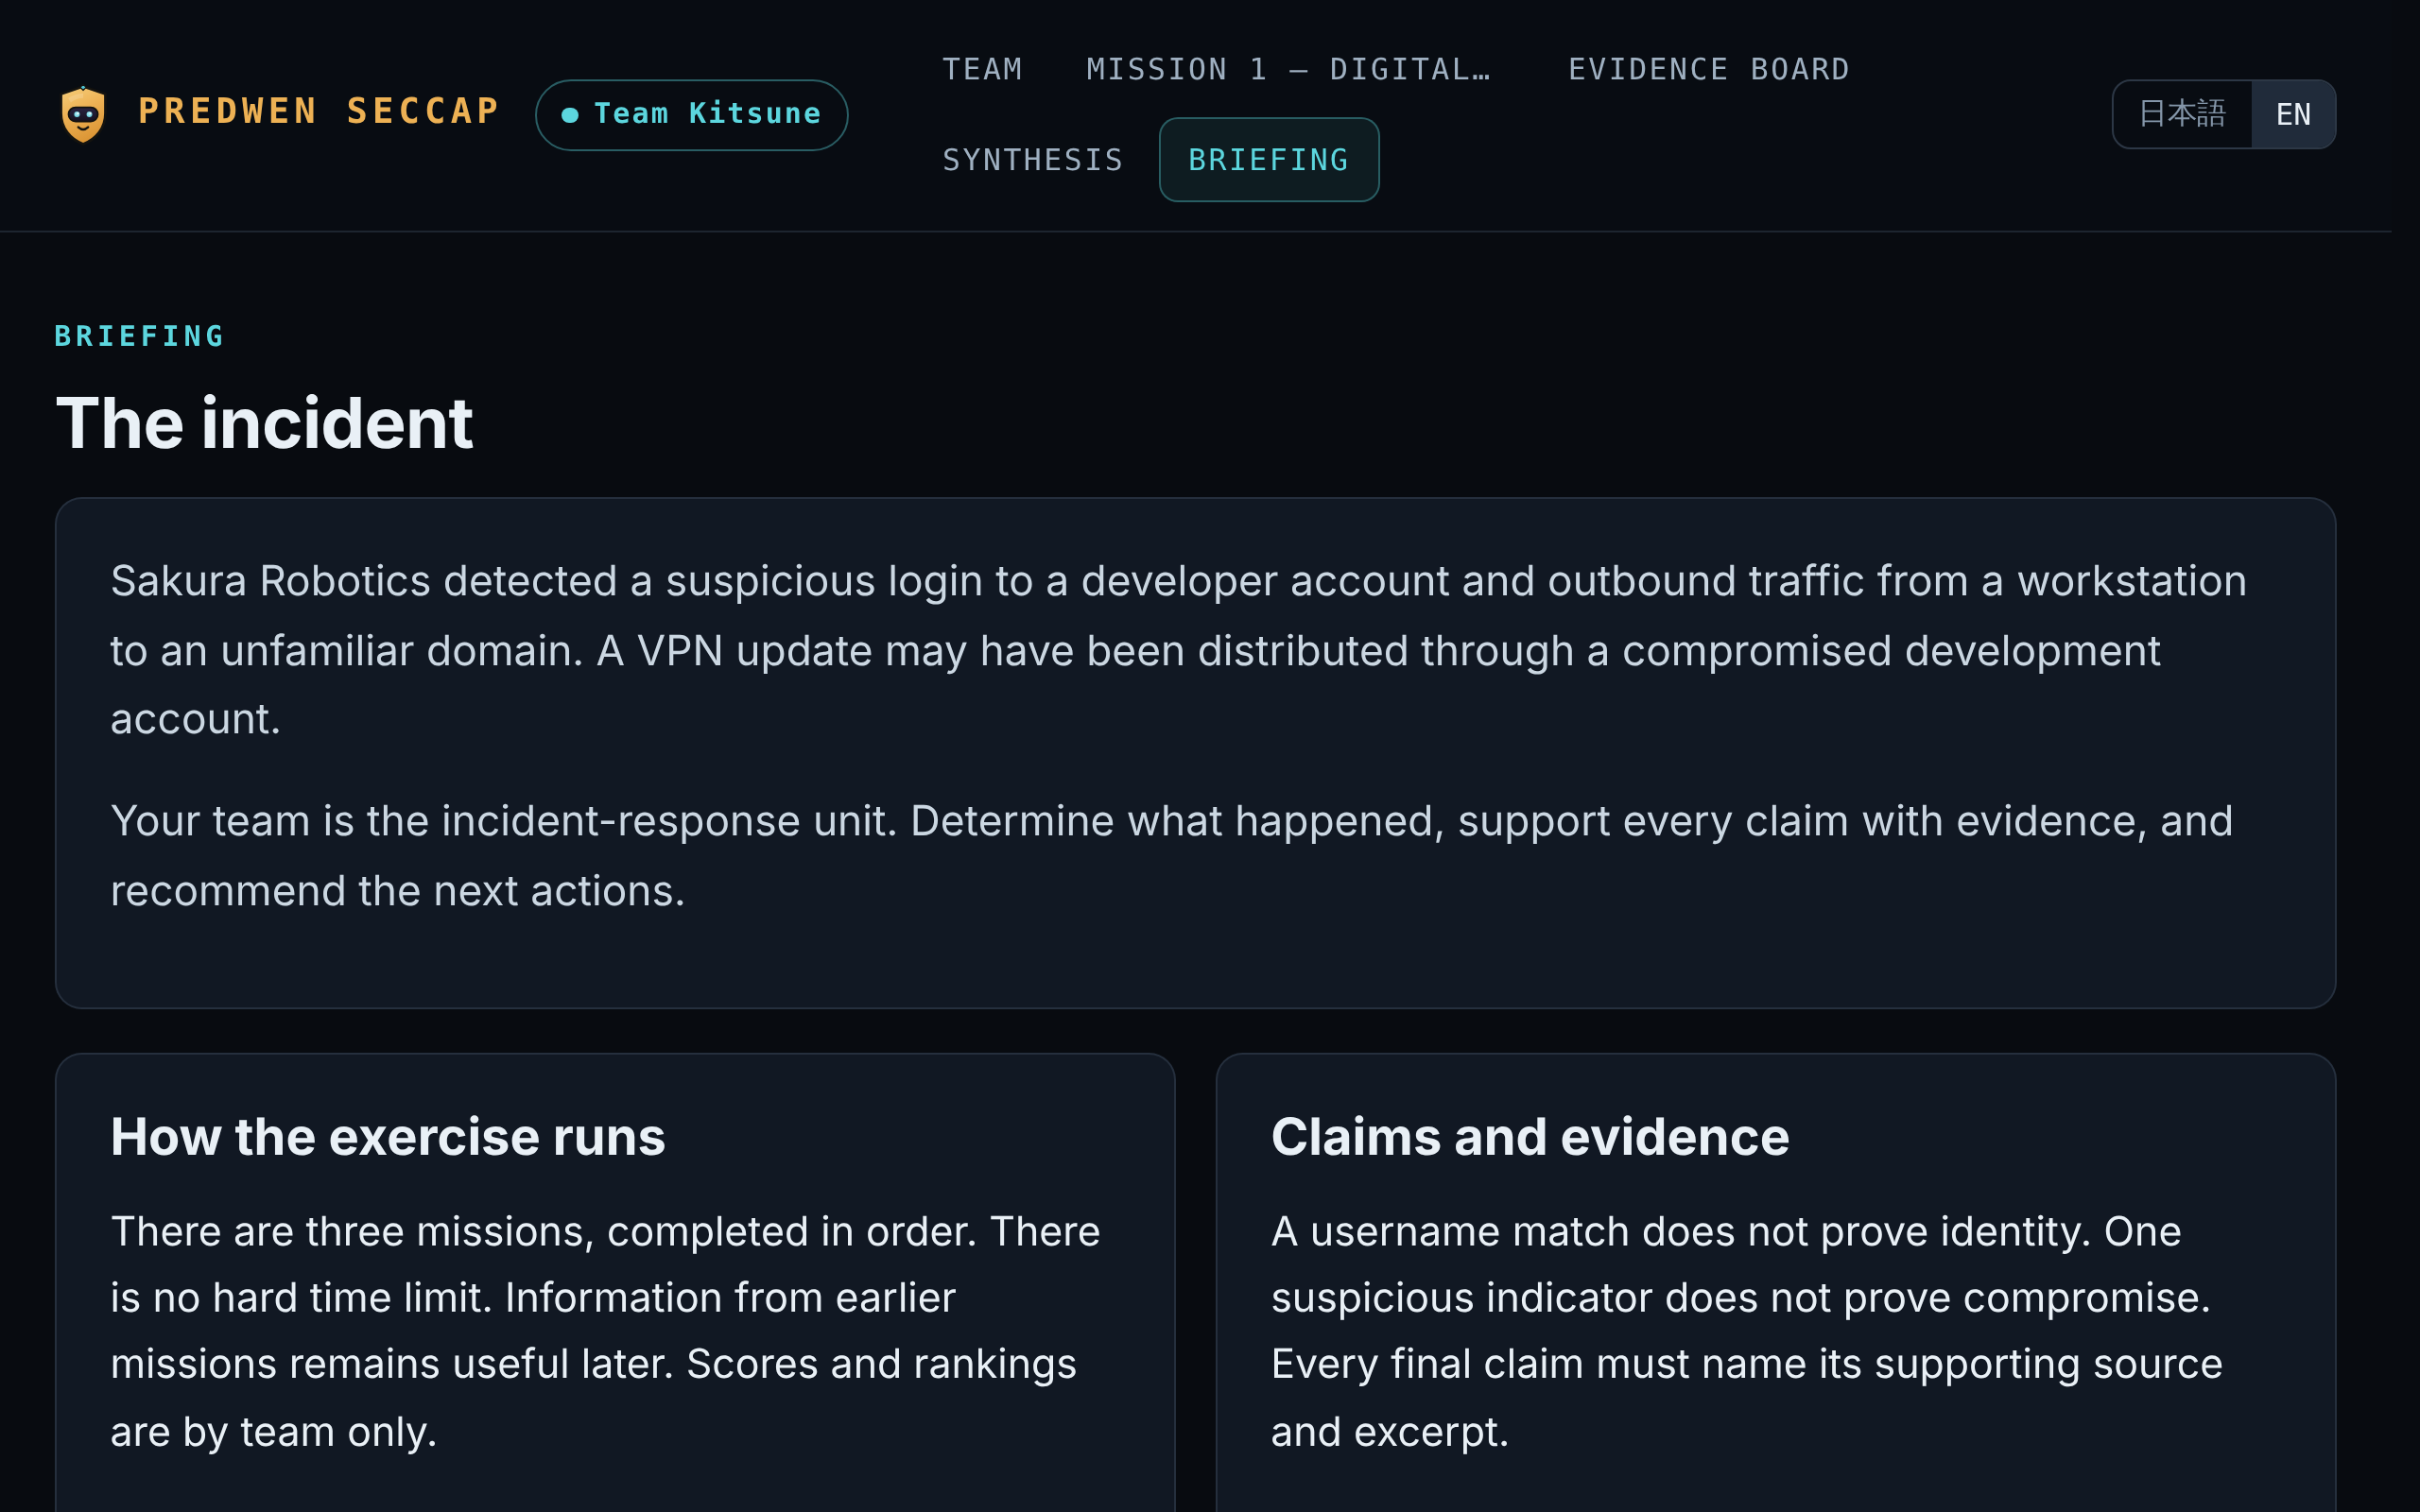 PREDWEN SECCAP
Team Kitsune
TEAM
MISSION 1 — DIGITAL…
EVIDENCE BOARD
SYNTHESIS
BRIEFING
日本語
EN
BRIEFING
The incident
Sakura Robotics detected a suspicious login to a developer account and outbound traffic from a workstation
to an unfamiliar domain. A VPN update may have been distributed through a compromised development
account.
Your team is the incident-response unit. Determine what happened, support every claim with evidence, and
recommend the next actions.
How the exercise runs
There are three missions, completed in order. There
is no hard time limit. Information from earlier
missions remains useful later. Scores and rankings
are by team only.
Claims and evidence
A username match does not prove identity. One
suspicious indicator does not prove compromise.
Every final claim must name its supporting source
and excerpt.